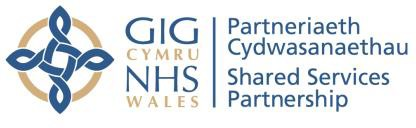 GIG
CYMRU
NHS
WALES
Partneriaeth
Cydwasanaethau
Shared Services
Partnership